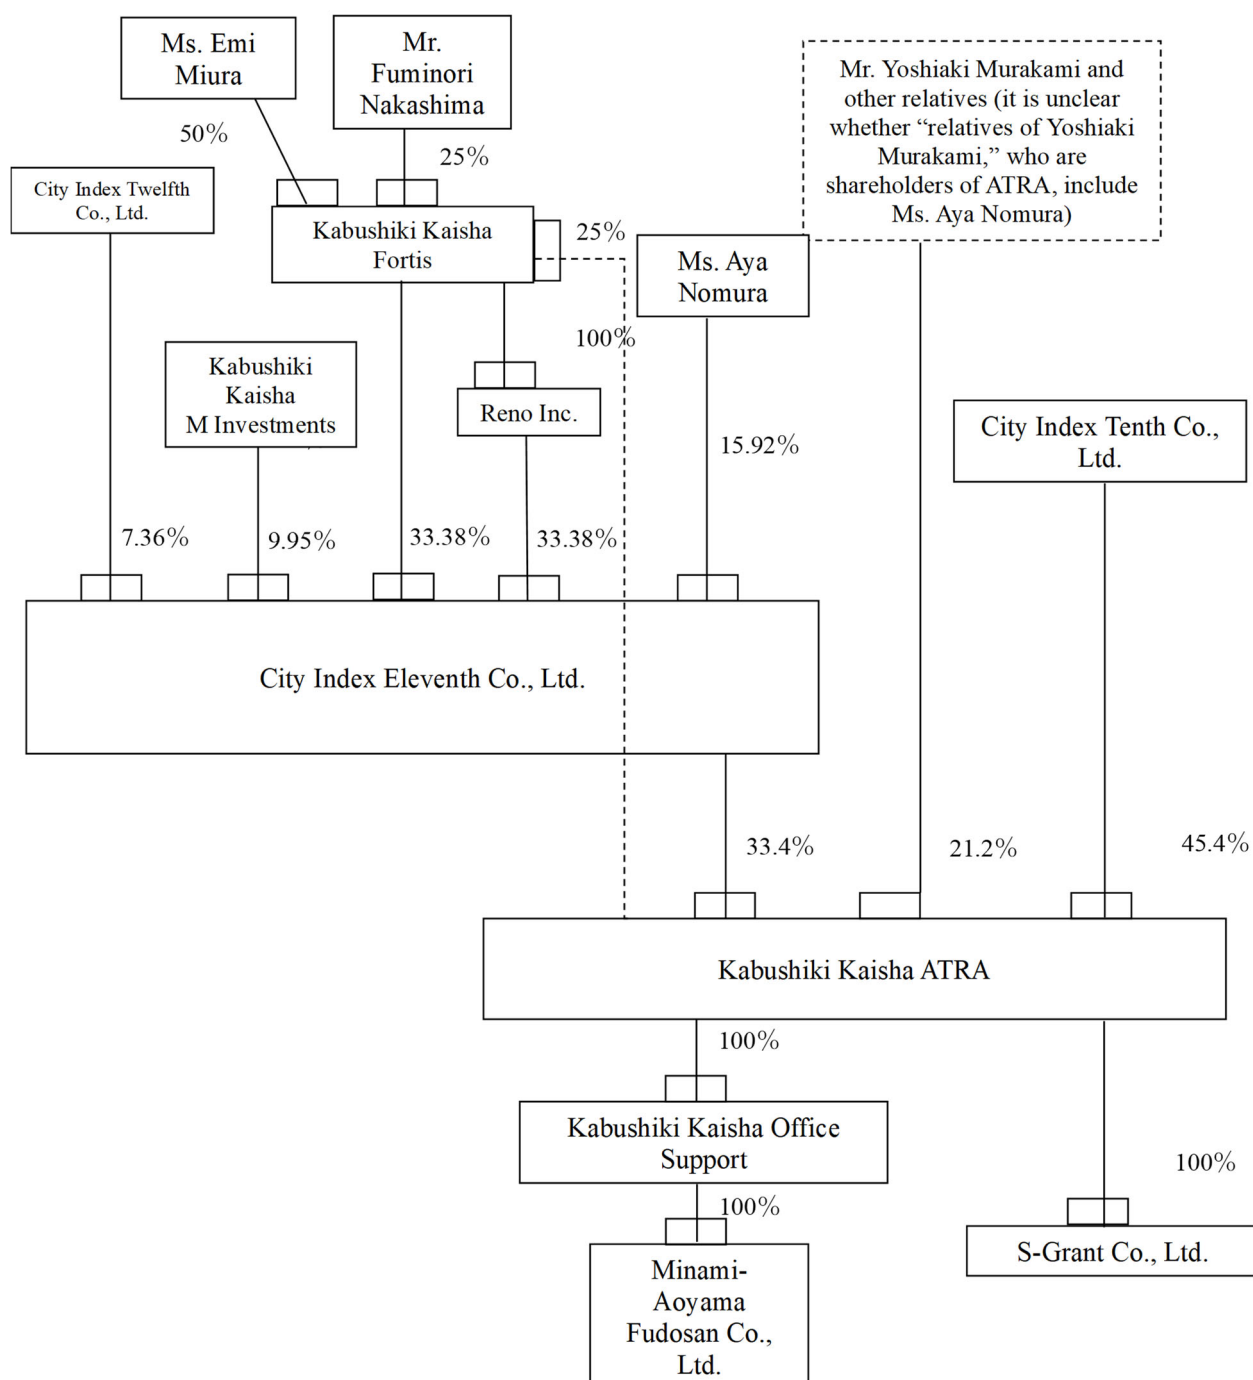 Ms. Emi
Miura
Mr.
Fuminori
Nakashima
Mr. Yoshiaki Murakami and
other relatives (it is unclear
whether “relatives of Yoshiaki
Murakami,” who are
shareholders of ATRA, include
Ms. Aya Nomura)
50%
25%
City Index Twelfth
Co., Ltd.
Kabushiki Kaisha
Fortis
25%
Ms. Aya
Nomura
100%
Kabushiki
Kaisha
M Investments
Reno Inc.
City Index Tenth Co.,
Ltd.
15.92%
7.36%
9.95%
33.38%
33.38%
City Index Eleventh Co., Ltd.
33.4%
21.2%
45.4%
Kabushiki Kaisha ATRA
100%
Kabushiki Kaisha Office
Support
100%
100%
S-Grant Co., Ltd.
Minami-
Aoyama
Fudosan Co.,
Ltd.